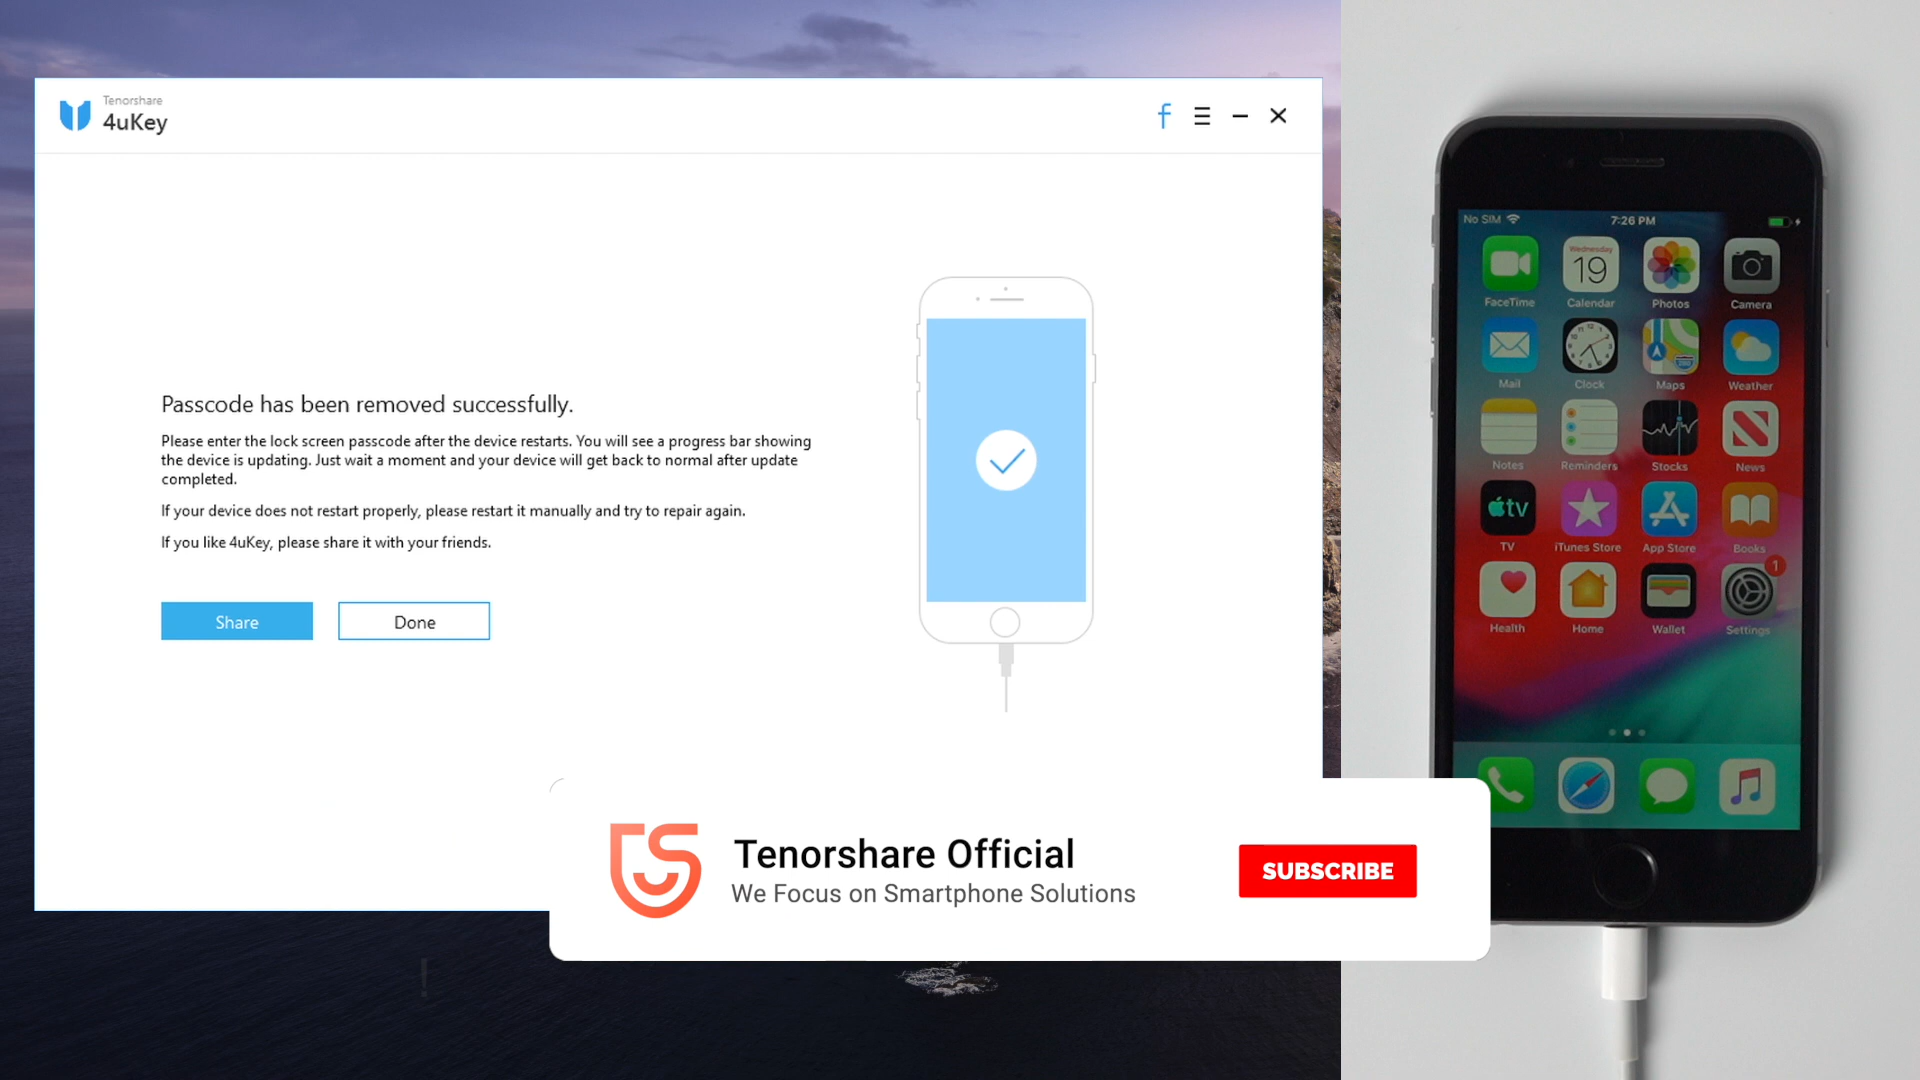 Tenorshare
4uKey
f
Passcode has been removed successfully.
Please enter the lock screen passcode after the device restarts. You will see a progress bar showing
the device is updating. Just wait a moment and your device will get back to normal after update
completed.
If your device does not restart properly, please restart it manually and try to repair again.
If you like 4uKey, please share it with your friends.
Share
Done
Tenorshare Official
We Focus on Smartphone Solutions
SUBSCRIBE
No SIM
7:26 PM
Wednesday
19
FaceTime
Calendar
Photos
Camera
Mail
Clock
Maps
Weather
Notes
Reminders
Stocks
News
tv
TV
iTunes Store
App Store
Books
1
Health
Home
Wallet
Settings